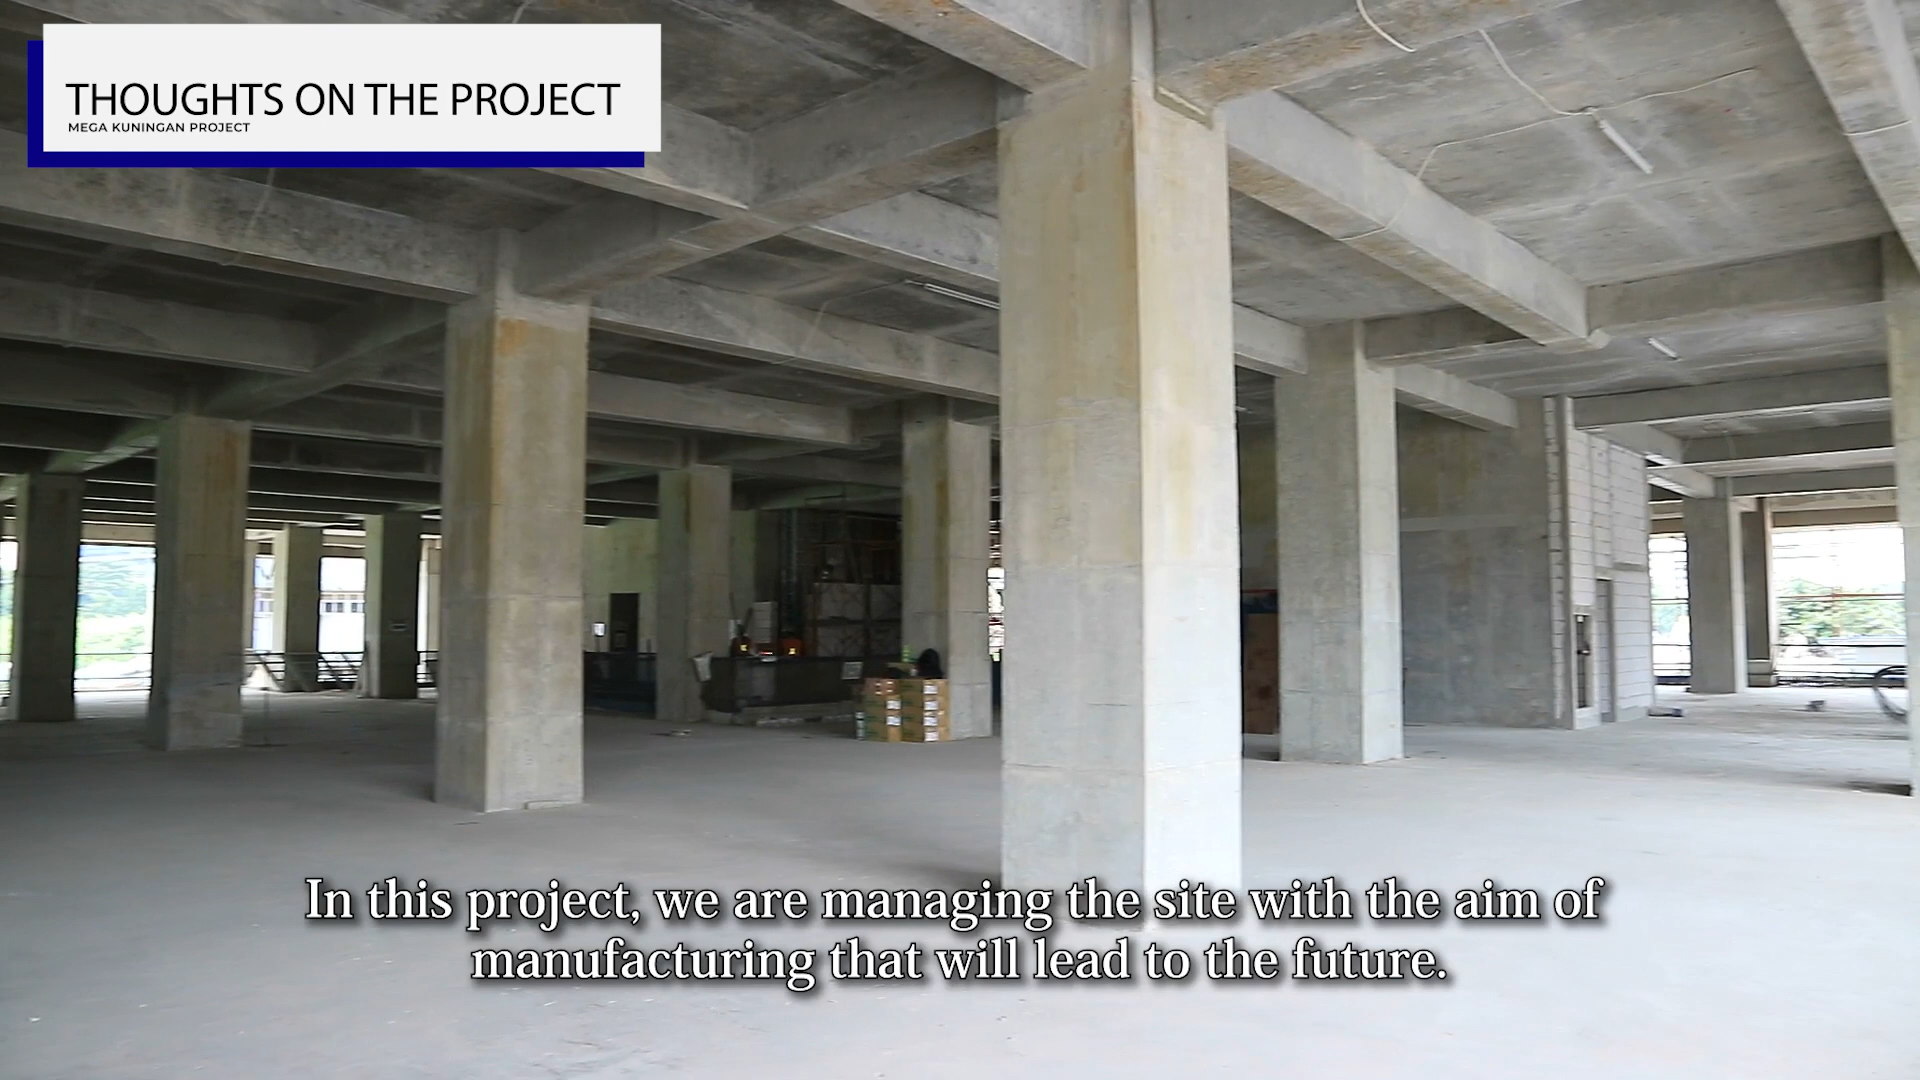 THOUGHTS ON THE PROJECT
MEGA KUNINGAN PROJECT
In this project, we are managing the site with the aim of
manufacturing that will lead to the future.